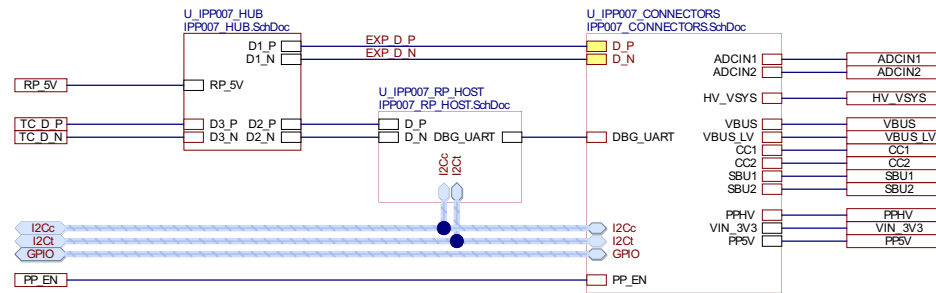 U_IPP007_HUB
IPP007_HUB.SchDoc
D1_P
D1_N
RP_5V
D3_P
D3_N
D2_P
D2_N
RP_5V
TC_D_P
TC_D_N
EXP_D_P
EXP_D_N
U_IPP007_RP_HOST
IPP007_RP_HOST.SchDoc
D_P
D_N
DBG_UART
I2Cc
I2Ct
I2Cc
I2Ct
GPIO
PP_EN
U_IPP007_CONNECTORS
IPP007_CONNECTORS.SchDoc
D_P
D_N
DBG_UART
I2Cc
I2Ct
GPIO
PP_EN
ADCIN1
ADCIN2
HV_VSYS
VBUS
VBUS_LV
CC1
CC2
SBU1
SBU2
PPHV
VIN_3V3
PP5V
ADCIN1
ADCIN2
HV_VSYS
VBUS
VBUS_LV
CC1
CC2
SBU1
SBU2
PPHV
VIN_3V3
PP5V